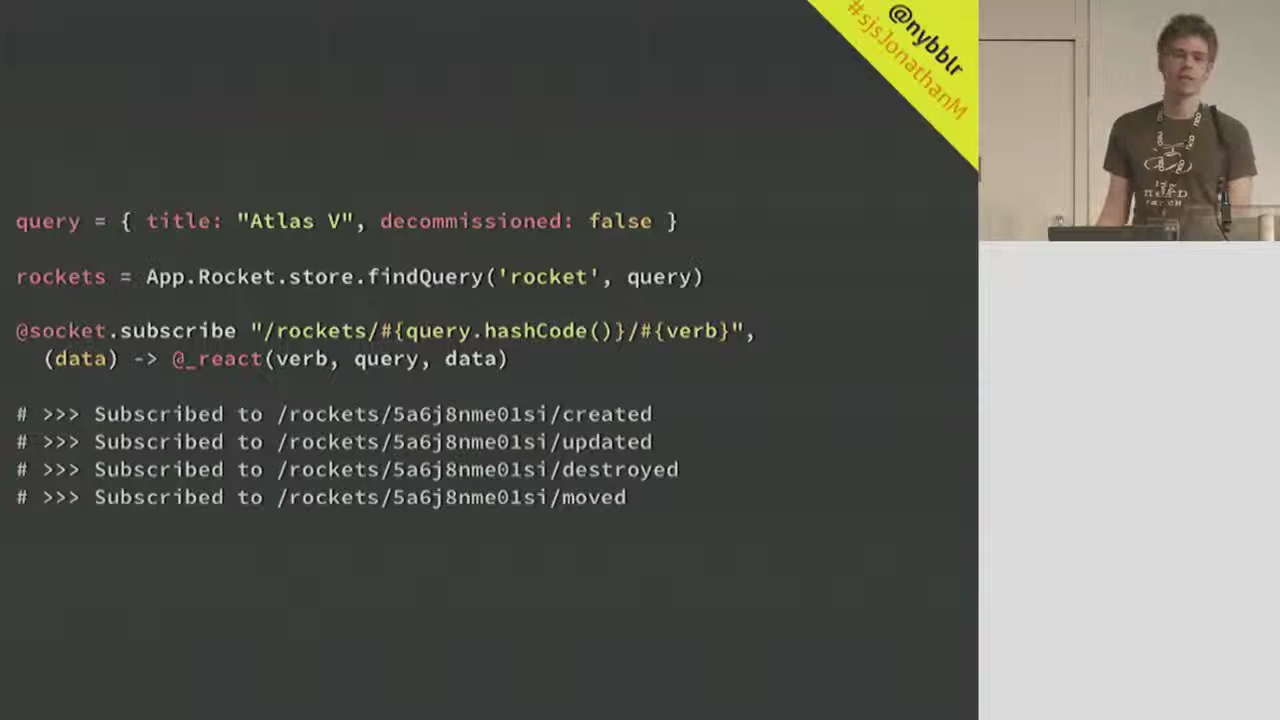 @nybblr
#sjsJonathanM
query = { title: "Atlas V", decommissioned: false }
rockets = App.Rocket.store.findQuery('rocket', query)
@socket.subscribe "/rockets/#{query.hashCode()}/#{verb}",
(data) -> @_react(verb, query, data)
# >>> Subscribed to /rockets/5a6j8nme01si/created
# >>> Subscribed to /rockets/5a6j8nme01si/updated
# >>> Subscribed to /rockets/5a6j8nme01si/destroyed
# >>> Subscribed to /rockets/5a6j8nme01si/moved